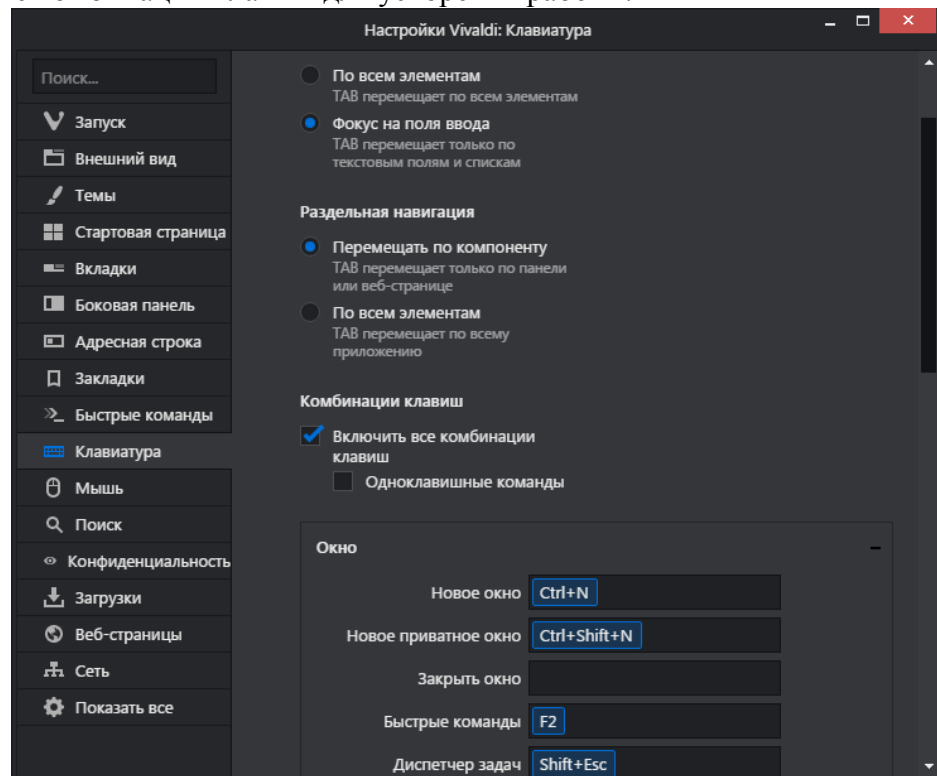 Настройки Vivaldi: Клавиатура
Поиск...
Запуск
Внешний вид
Темы
Стартовая страница
Вкладки
Боковая панель
Адресная строка
Закладки
Быстрые команды
Клавиатура
Мышь
Поиск
Конфиденциальность
Загрузки
Веб-страницы
Сеть
Показать все
По всем элементам
TAB перемещает по всем элементам
Фокус на поля ввода
TAB перемещает только по
текстовым полям и спискам
Раздельная навигация
Перемещать по компоненту
TAB перемещает только по панели
или веб-странице
По всем элементам
TAB перемещает по всему
приложению
Комбинации клавиш
Включить все комбинации
клавиш
Одноклавишные команды
Окно
Новое окно Ctrl+N
Новое приватное окно Ctrl+Shift+N
Закрыть окно
Быстрые команды F2
Диспетчер задач Shift+Esc